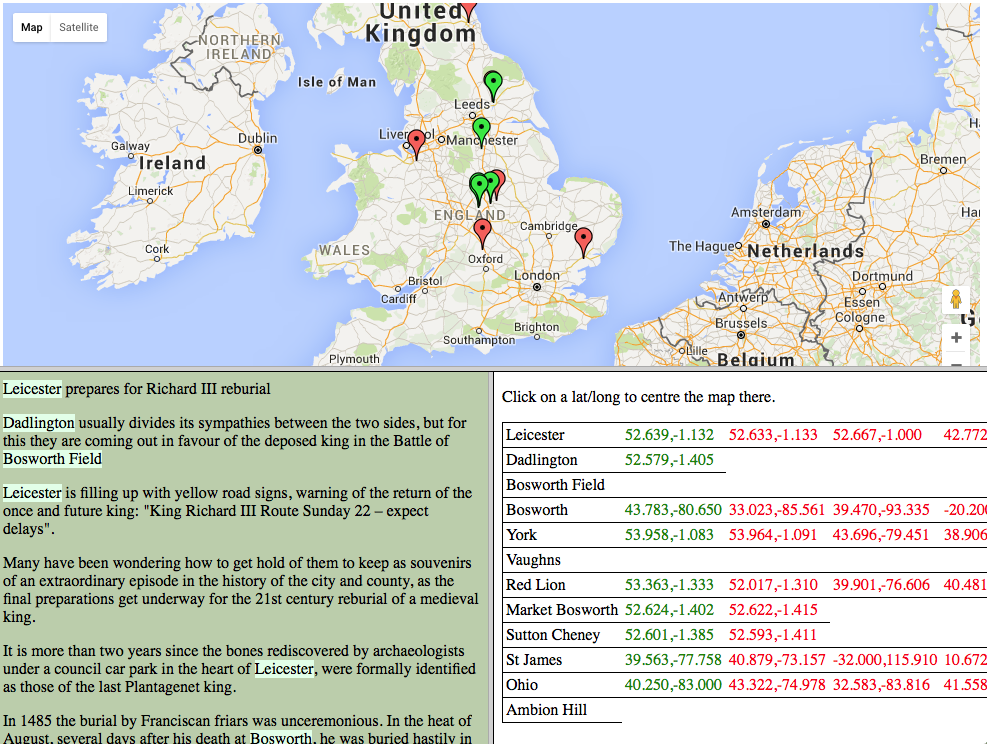 Map
Satellite
United
Kingdom
NORTHERN
IRELAND
Isle of Man
Leeds
Dublin
Galway
Ireland
Manchester
Limerick
Bremen
ENGLAND
Cambridge
Amsterdam
Cork
WALES
The Hague
Netherlands
Oxford
London
Dortmund
Bristol
Cardiff
Antwerp
Essen
Cologne
Brighton
Brussels
Southampton
Lille
Plymouth
Belgium
Leicester prepares for Richard III reburial
Dadlington usually divides its sympathies between the two sides, but for
this they are coming out in favour of the deposed king in the Battle of
Bosworth Field
Leicester is filling up with yellow road signs, warning of the return of the
once and future king: "King Richard III Route Sunday 22 – expect
delays".
Many have been wondering how to get hold of them to keep as souvenirs
of an extraordinary episode in the history of the city and county, as the
final preparations get underway for the 21st century reburial of a medieval
king.
It is more than two years since the bones rediscovered by archaeologists
under a council car park in the heart of Leicester, were formally identified
as those of the last Plantagenet king.
In 1485 the burial by Franciscan friars was unceremonious. In the heat of
August, several days after his death at Bosworth, he was buried hastily in
Click on a lat/long to centre the map there.
Leicester 52.639,-1.132 52.633,-1.133 52.667,-1.000 42.772
Dadlington 52.579,-1.405
Bosworth Field
Bosworth 43.783,-80.650 33.023,-85.561 39.470,-93.335 -20.200
York 53.958,-1.083 53.964,-1.091 43.696,-79.451 38.906
Vaughns
Red Lion 53.363,-1.333 52.017,-1.310 39.901,-76.606 40.481
Market Bosworth 52.624,-1.402 52.622,-1.415
Sutton Cheney 52.601,-1.385 52.593,-1.411
St James 39.563,-77.758 40.879,-73.157 -32.000,115.910 10.672
Ohio 40.250,-83.000 43.322,-74.978 32.583,-83.816 41.558
Ambion Hill